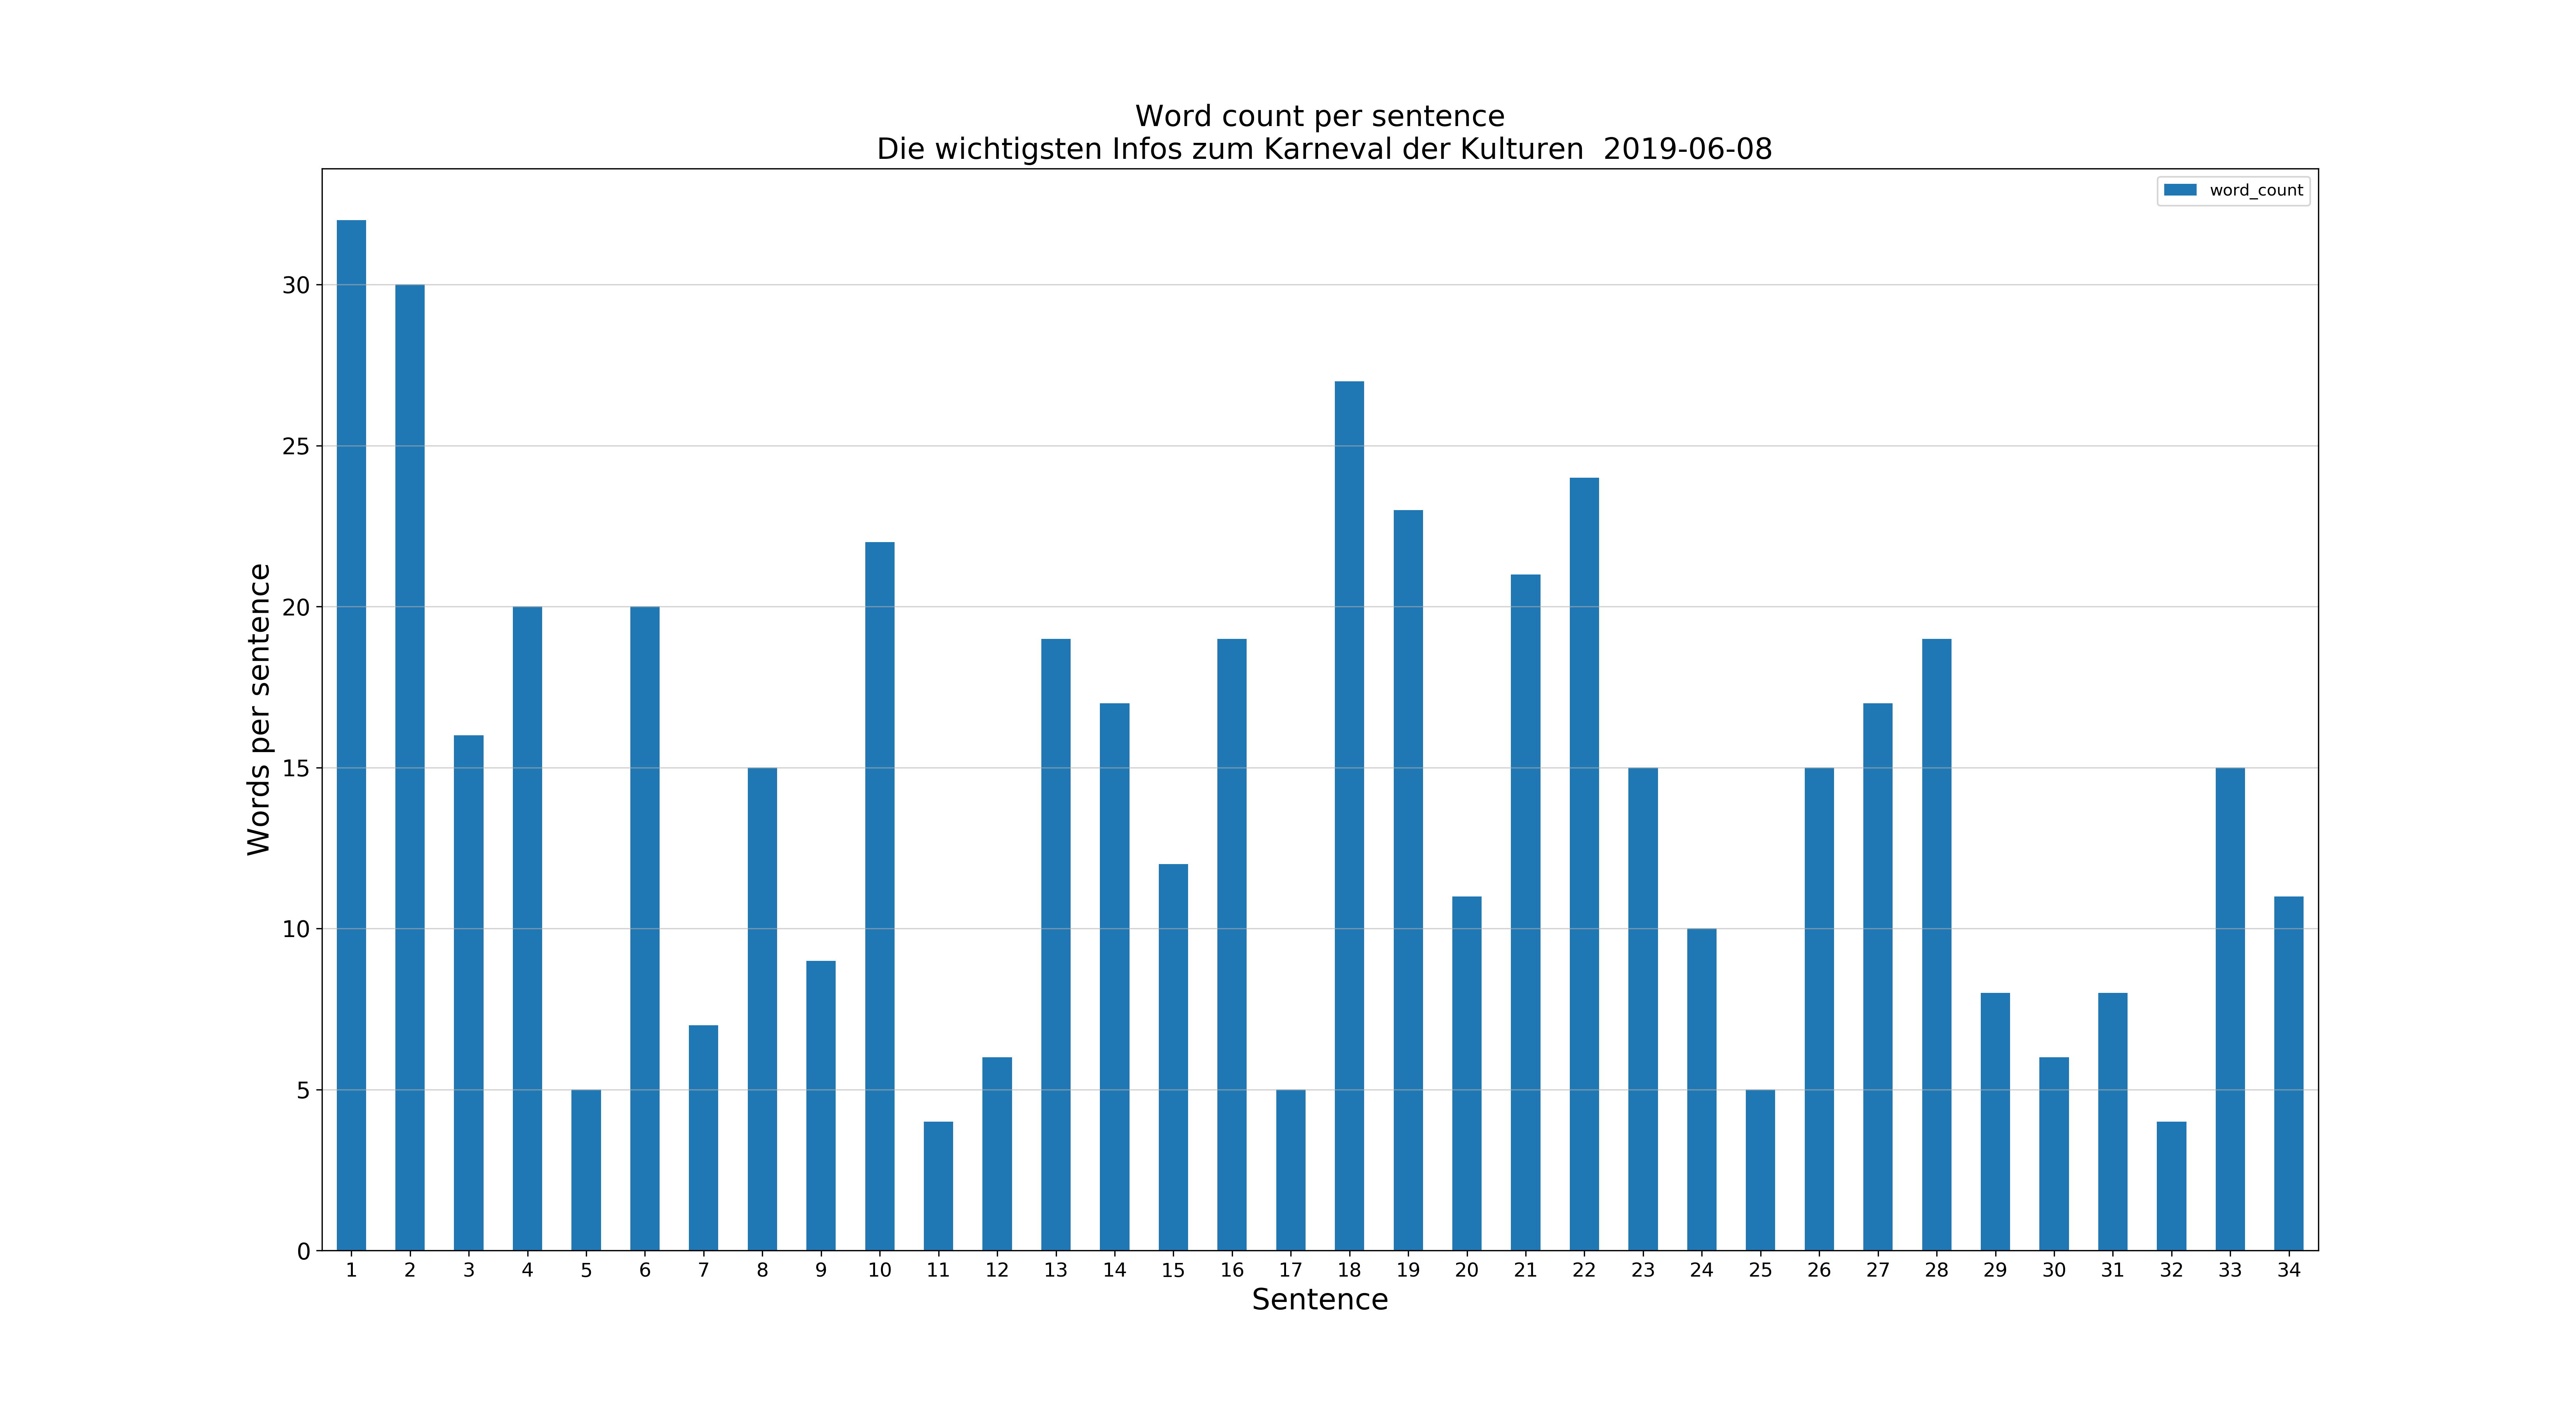 Word count per sentence
Die wichtigsten Infos zum Karneval der Kulturen  2019-06-08
word_count
30
25
20
15
10
5
0
Words per sentence
1 2 3 4 5 6 7 8 9 10 11 12 13 14 15 16 17 18 19 20 21 22 23 24 25 26 27 28 29 30 31 32 33 34
Sentence